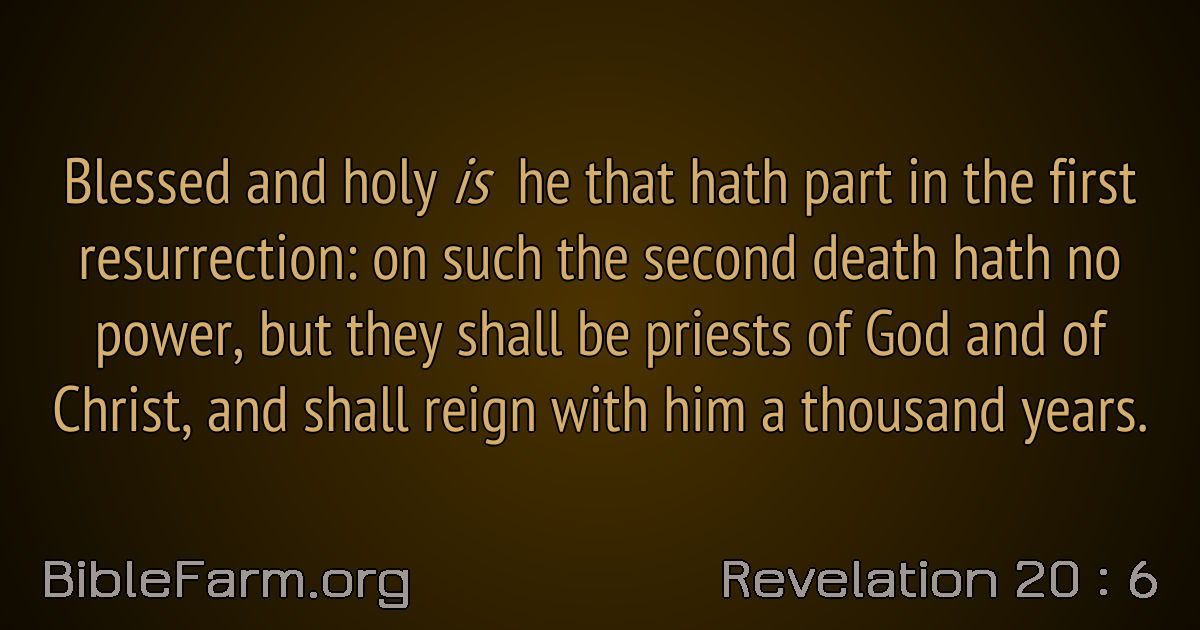 Blessed and holy is he that hath part in the first
resurrection: on such the second death hath no
power, but they shall be priests of God and of
Christ, and shall reign with him a thousand years.
BibleFarm.org
Revelation 20 : 6